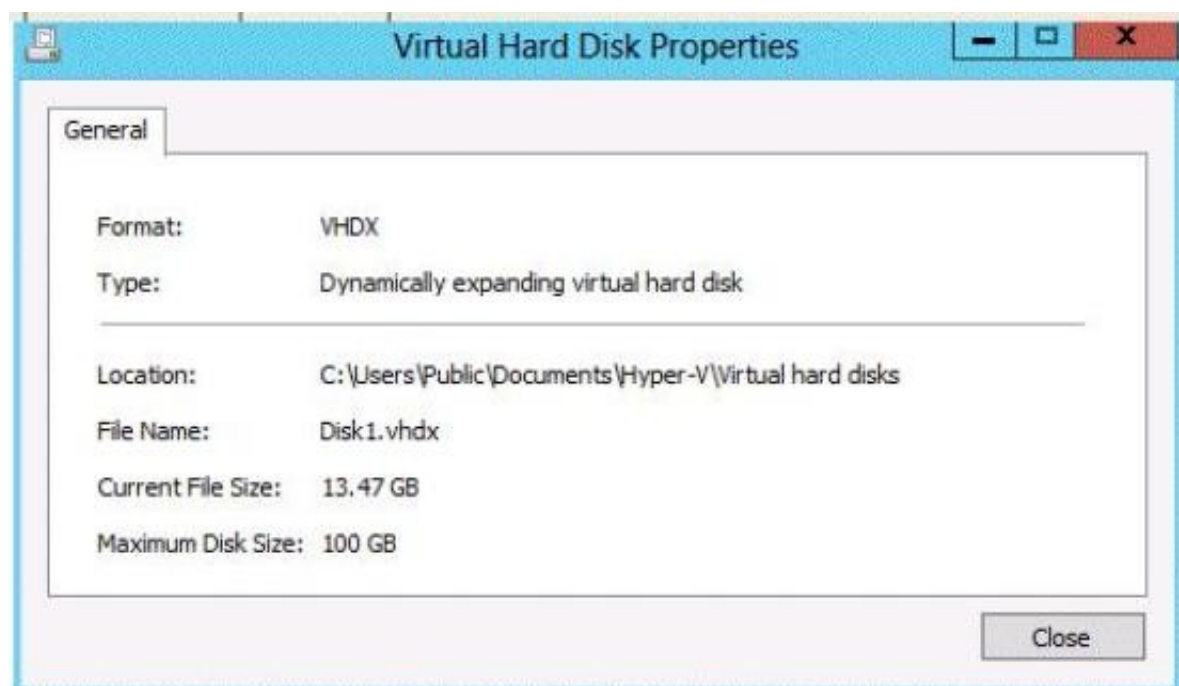 Virtual Hard Disk Properties
General
Format: VHDX
Type: Dynamically expanding virtual hard disk
Location: C:\Users\Public\Documents\Hyper-V\Virtual hard disks
File Name: Disk1.vhdx
Current File Size: 13.47 GB
Maximum Disk Size: 100 GB
Close